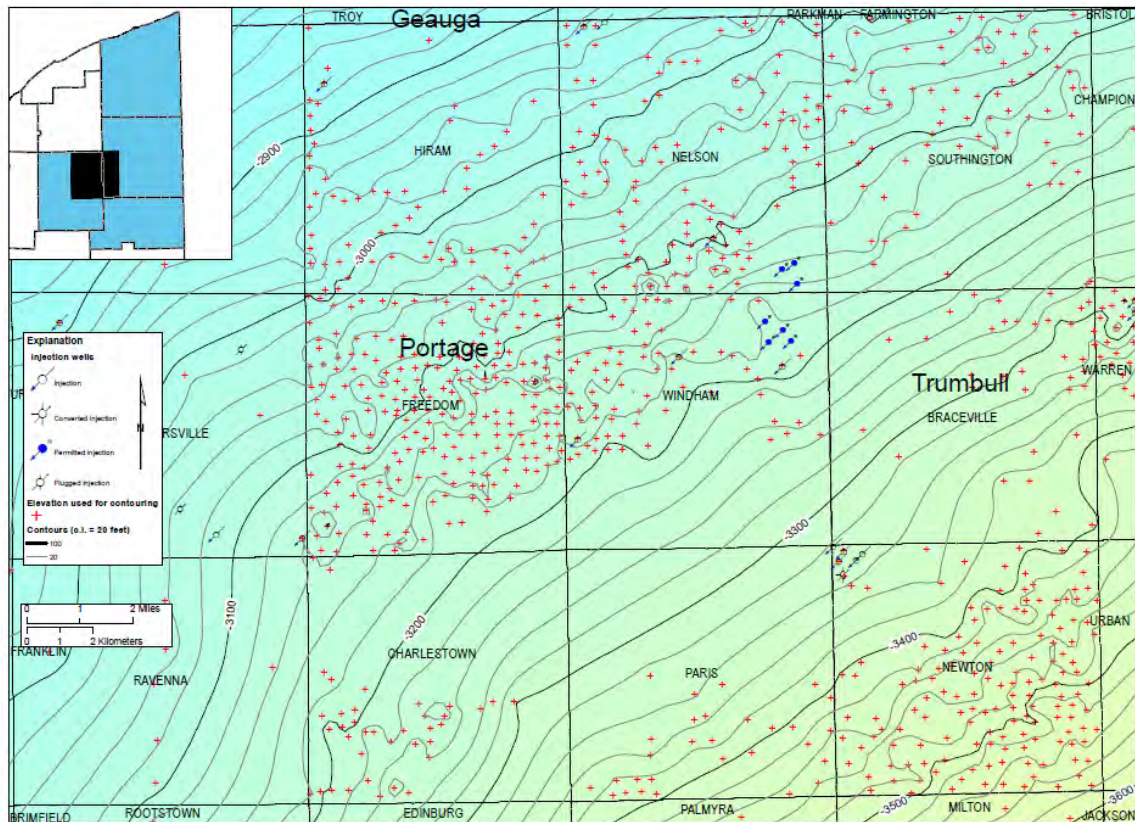 TROY
Geauga
PARKMAN
FARMINGTON
BRISTOL
CHAMPION
-2900
HIRAM
NELSON
SOUTHINGTON
-3000
Explanation
Injection wells
Injection
Converted injection
N
Permitted injection
Plugged injection
Elevation used for contouring
Contours (c.i. = 20 feet)
100
20
Portage
FREEDOM
WINDHAM
Trumbull
WARREN
BRACEVILLE
RSVILLE
-3300
0 1 2 Miles
0 1 2 Kilometers
-3100
-3200
-3400
URBAN
FRANKLIN
RAVENNA
CHARLESTOWN
PARIS
NEWTON
BRIMFIELD
ROOTSTOWN
EDINBURG
PALMYRA
-3500
MILTON
-3600
JACKSON